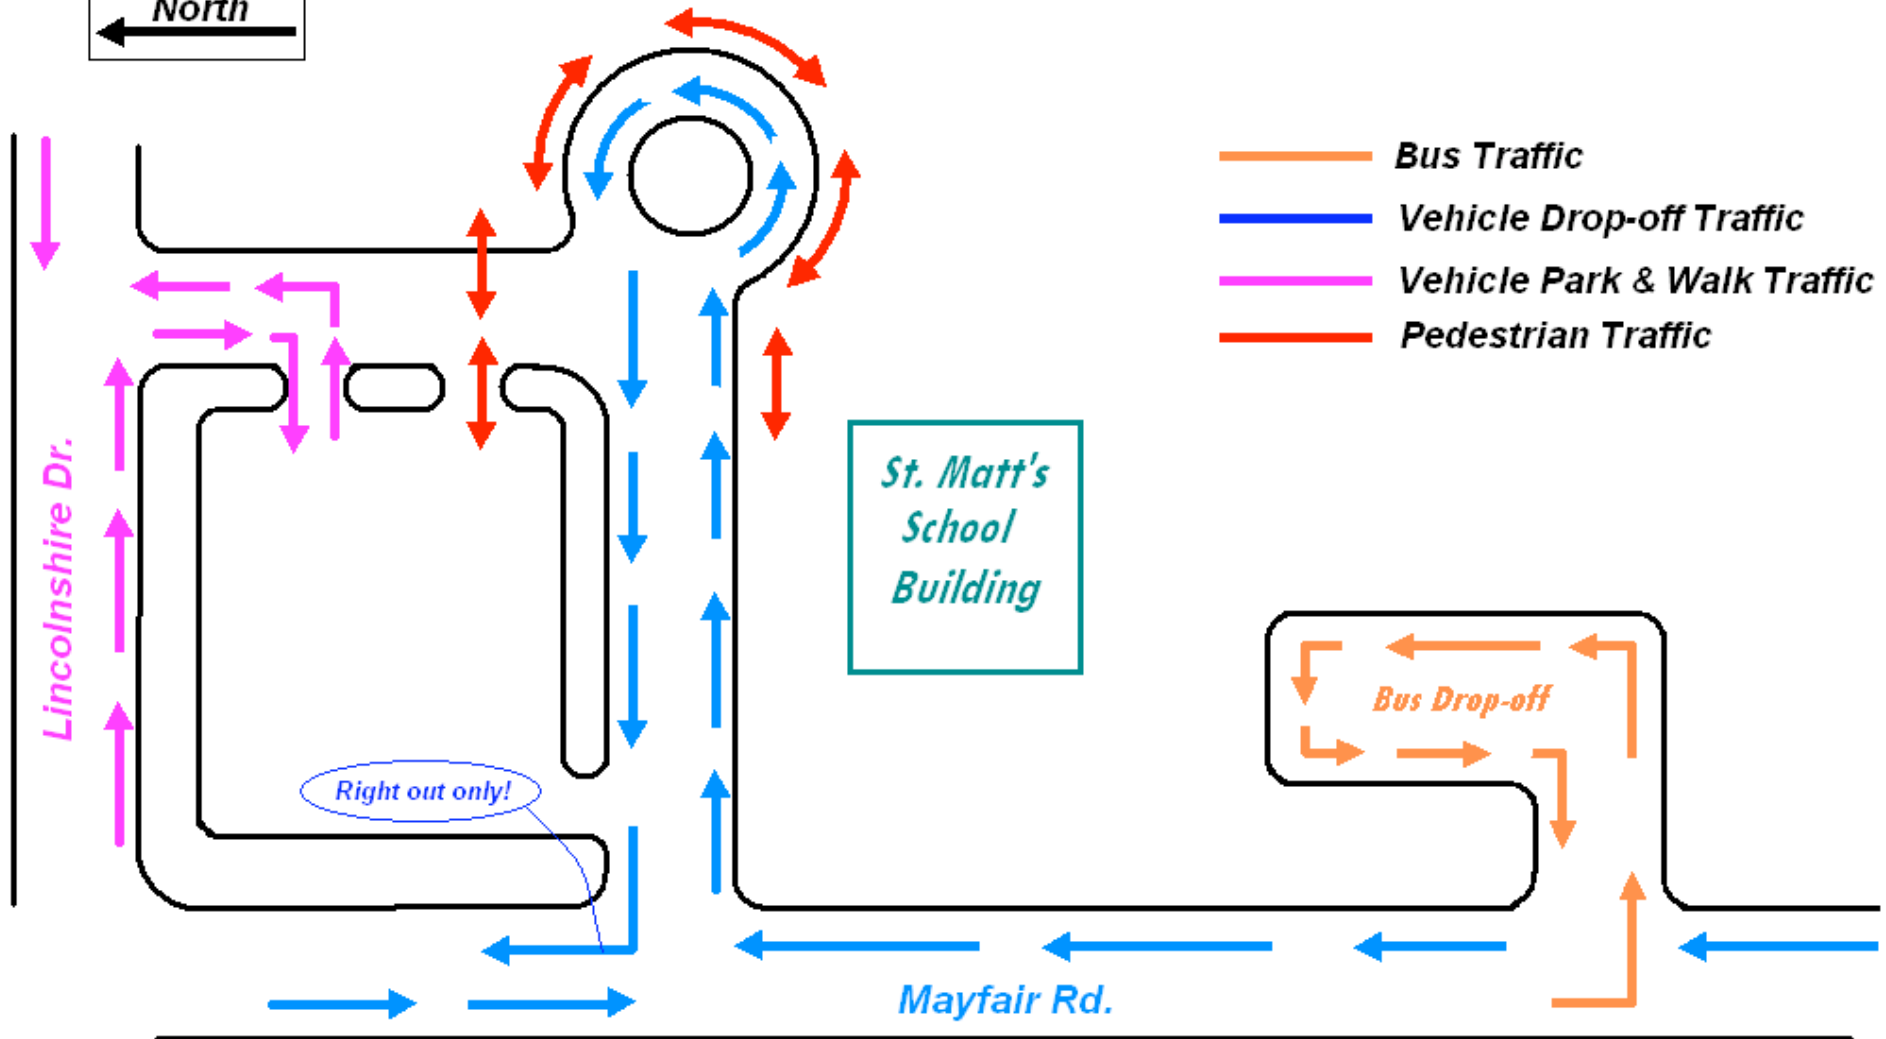 North
Bus Traffic
Vehicle Drop-off Traffic
Vehicle Park & Walk Traffic
Pedestrian Traffic
Lincolnshire Dr.
St. Matt's
School
Building
Bus Drop-off
Right out only!
Mayfair Rd.